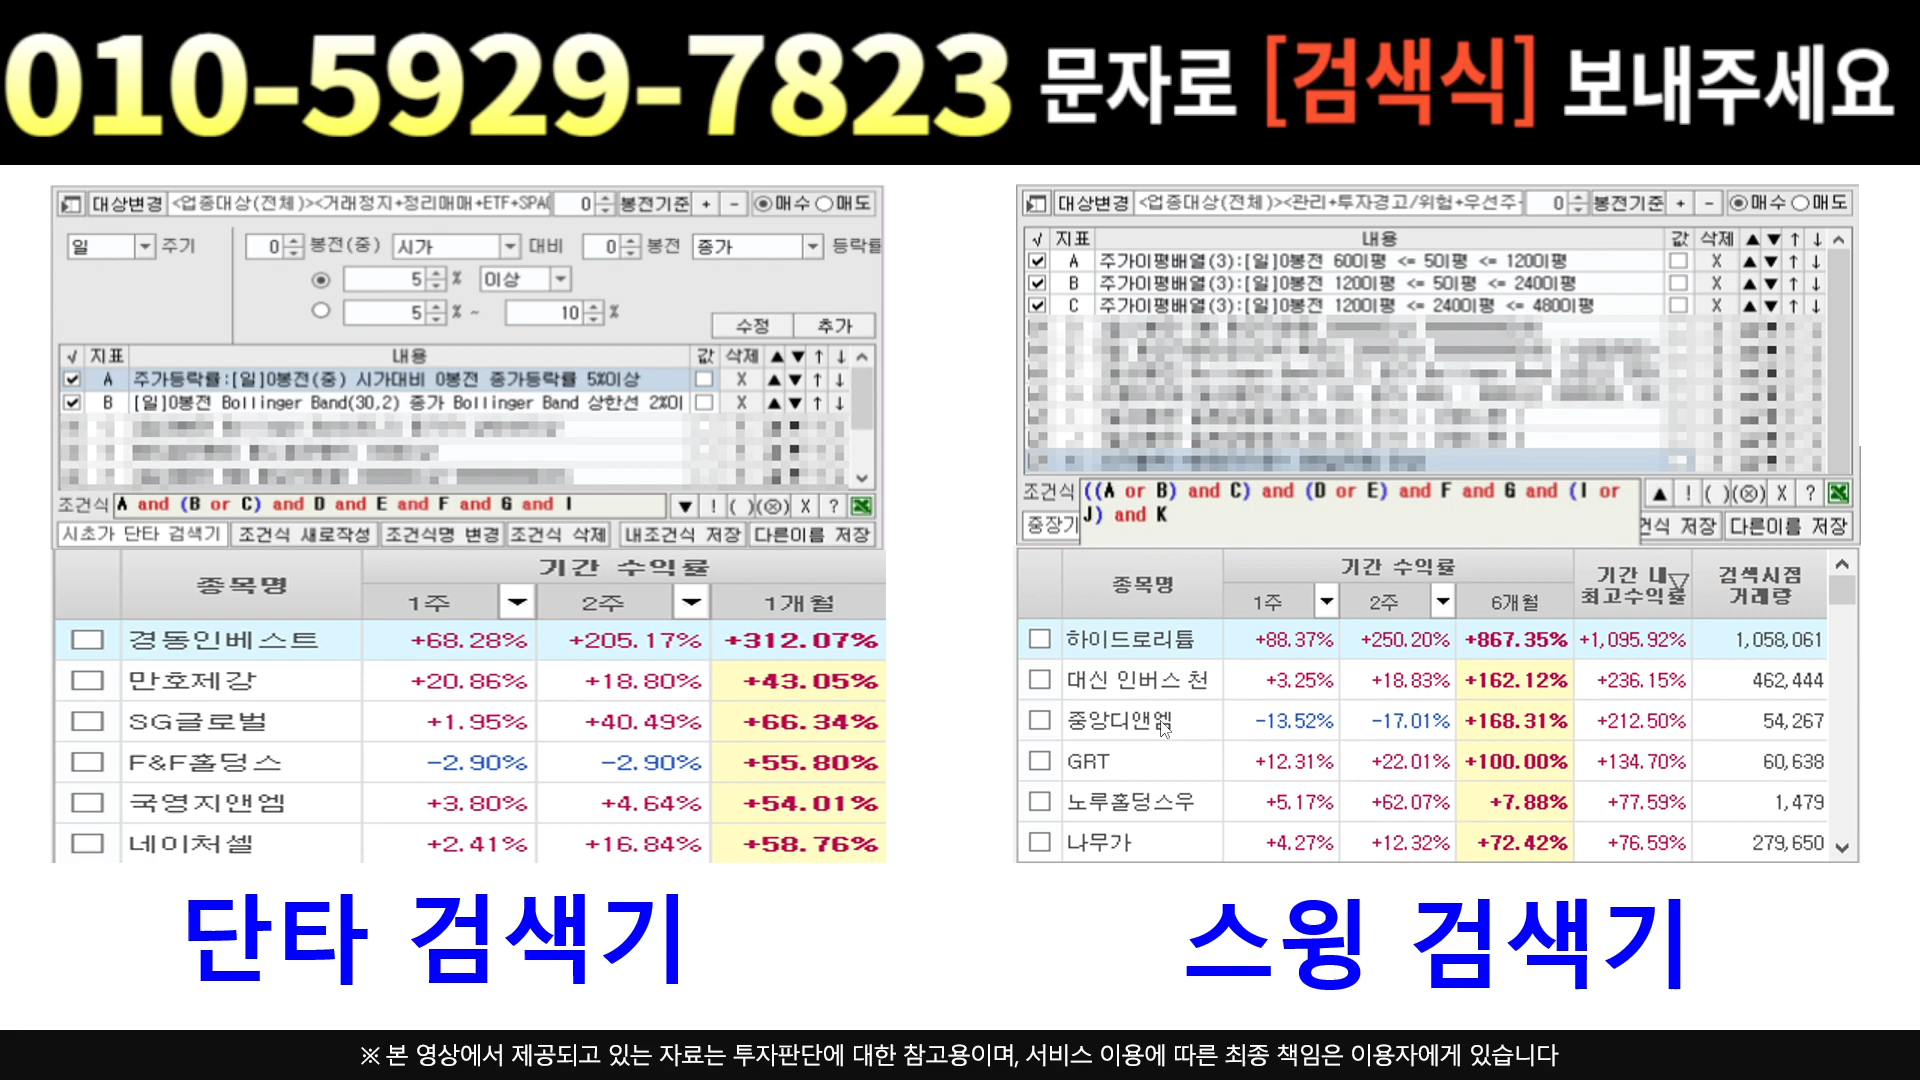 010-5929-7823 문자로 [검색식] 보내주세요
대상변경 <업종대상(전체)><거래정지+정리매매+ETF+SPA 0 봉전기준 + - 매수 매도
일 주기 0 봉전(중) 시가 대비 0 봉전 종가 등락률
5 % 이상
5 % ~ 10 %
수정 추가
√ 지표 내용 값 삭제 ▲ ▼ ↑ ↓
A 주가등락률:[일]0봉전(중) 시가대비 0봉전 종가등락률 5%이상 X ▲ ▼ ↑ ↓
B [일]0봉전 Bollinger Band(30,2) 종가 Bollinger Band 상한선 2%이 X ▲ ▼ ↑ ↓
조건식 A and (B or C) and D and E and F and G and I ▼ ! ( )(⊗) X ?
시초가 단타 검색기 조건식 새로작성 조건식명 변경 조건식 삭제 내조건식 저장 다른이름 저장
종목명 기간 수익률
1주 2주 1개월
경동인베스트 +68.28% +205.17% +312.07%
만호제강 +20.86% +18.80% +43.05%
SG글로벌 +1.95% +40.49% +66.34%
F&F홀딩스 -2.90% -2.90% +55.80%
국영지앤엠 +3.80% +4.64% +54.01%
네이처셀 +2.41% +16.84% +58.76%
단타 검색기
대상변경 <업종대상(전체)><관리+투자경고/위험+우선주+ 0 봉전기준 + - 매수 매도
√ 지표 내용 값 삭제 ▲ ▼ ↑ ↓
A 주가이평배열(3):[일]0봉전 60이평 <= 5이평 <= 120이평 X ▲ ▼ ↑ ↓
B 주가이평배열(3):[일]0봉전 120이평 <= 5이평 <= 240이평 X ▲ ▼ ↑ ↓
C 주가이평배열(3):[일]0봉전 120이평 <= 240이평 <= 480이평 X ▲ ▼ ↑ ↓
조건식 ((A or B) and C) and (D or E) and F and G and (I or ▲ ! ( )(⊗) X ?
중장기 J) and K 건식 저장 다른이름 저장
종목명 기간 수익률 기간 내 최고수익률 검색시점 거래량
1주 2주 6개월
하이드로리튬 +88.37% +250.20% +867.35% +1,095.92% 1,058,061
대신 인버스 천 +3.25% +18.83% +162.12% +236.15% 462,444
중앙디앤엠 -13.52% -17.01% +168.31% +212.50% 54,267
GRT +12.31% +22.01% +100.00% +134.70% 60,638
노루홀딩스우 +5.17% +62.07% +7.88% +77.59% 1,479
나무가 +4.27% +12.32% +72.42% +76.59% 279,650
스윙 검색기
※ 본 영상에서 제공되고 있는 자료는 투자판단에 대한 참고용이며, 서비스 이용에 따른 최종 책임은 이용자에게 있습니다